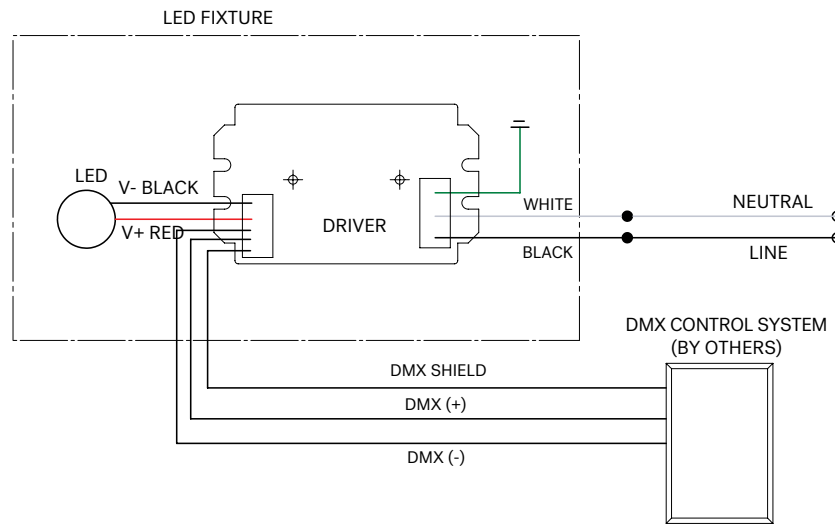 LED FIXTURE
LED
V- BLACK
V+ RED
DRIVER
WHITE
NEUTRAL
BLACK
LINE
DMX CONTROL SYSTEM
(BY OTHERS)
DMX SHIELD
DMX (+)
DMX (-)